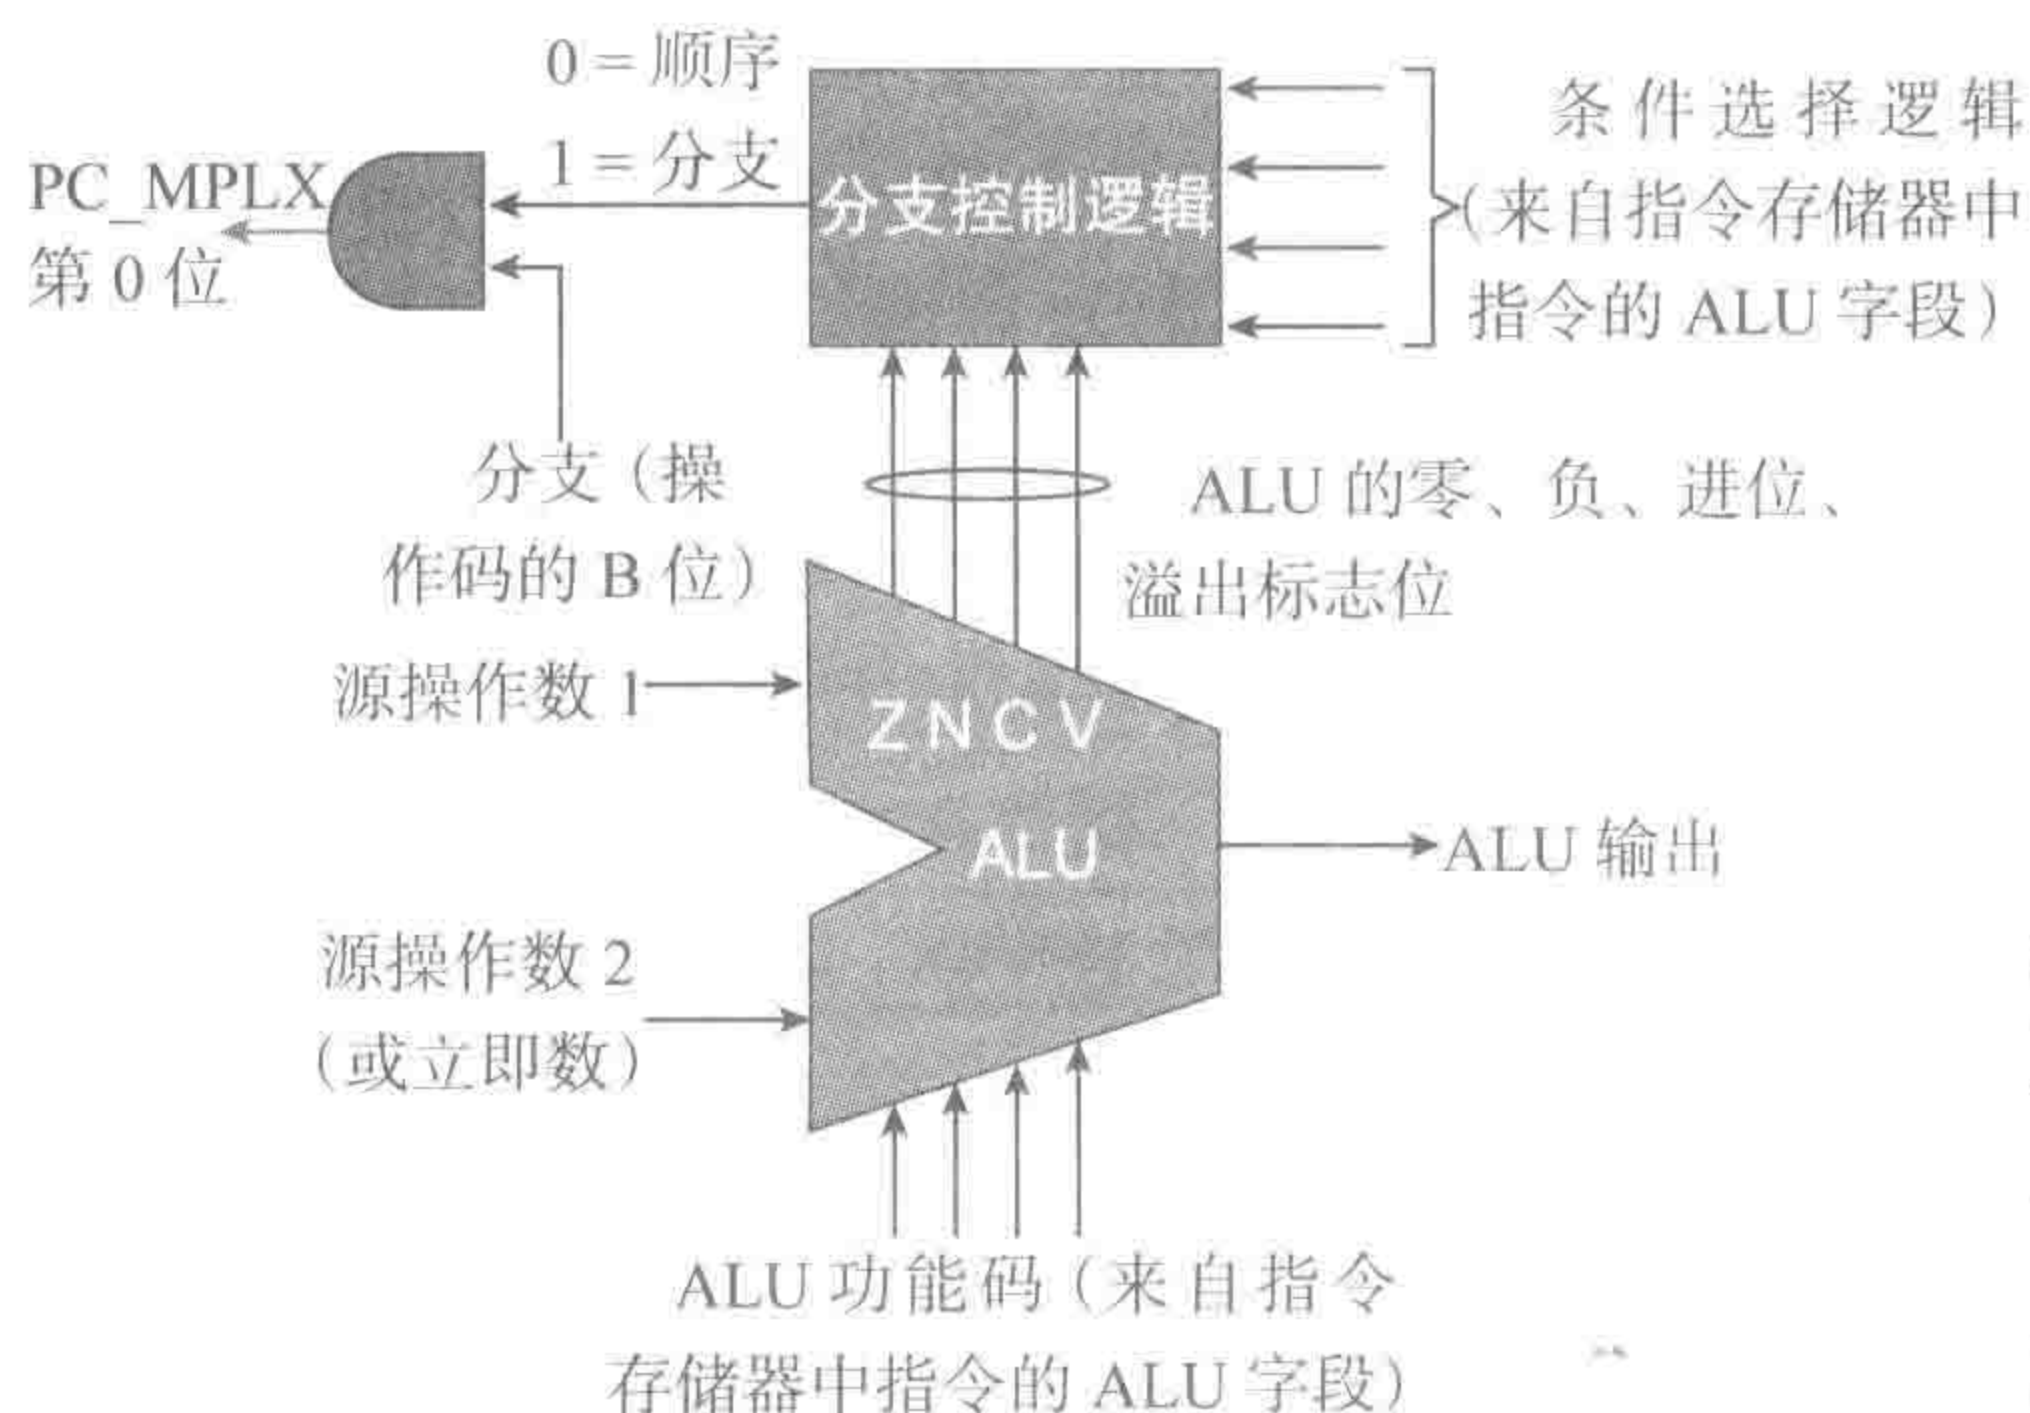 0 = 顺序
1 = 分支
PC_MPLX
第 0 位
分支控制逻辑
条件选择逻辑
(来自指令存储器中
指令的 ALU 字段)
分支(操
作码的 B 位)
ALU 的零、负、进位、
溢出标志位
源操作数 1
Z N C V
ALU
ALU 输出
源操作数 2
(或立即数)
ALU 功能码(来自指令
存储器中指令的 ALU 字段)